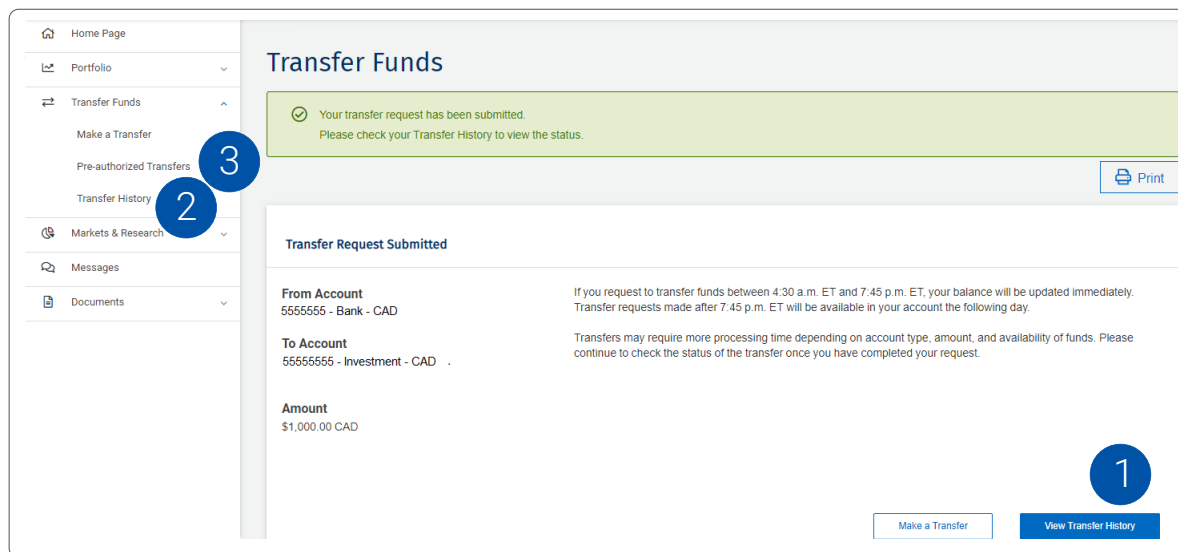 Home Page
Portfolio
Transfer Funds
Make a Transfer
Pre-authorized Transfers
3
Transfer History
2
Markets & Research
Messages
Documents
Transfer Funds
Your transfer request has been submitted.
Please check your Transfer History to view the status.
Print
Transfer Request Submitted
From Account
5555555 - Bank - CAD
To Account
55555555 - Investment - CAD .
Amount
$1,000.00 CAD
If you request to transfer funds between 4:30 a.m. ET and 7:45 p.m. ET, your balance will be updated immediately.
Transfer requests made after 7:45 p.m. ET will be available in your account the following day.
Transfers may require more processing time depending on account type, amount, and availability of funds. Please
continue to check the status of the transfer once you have completed your request.
1
Make a Transfer
View Transfer History